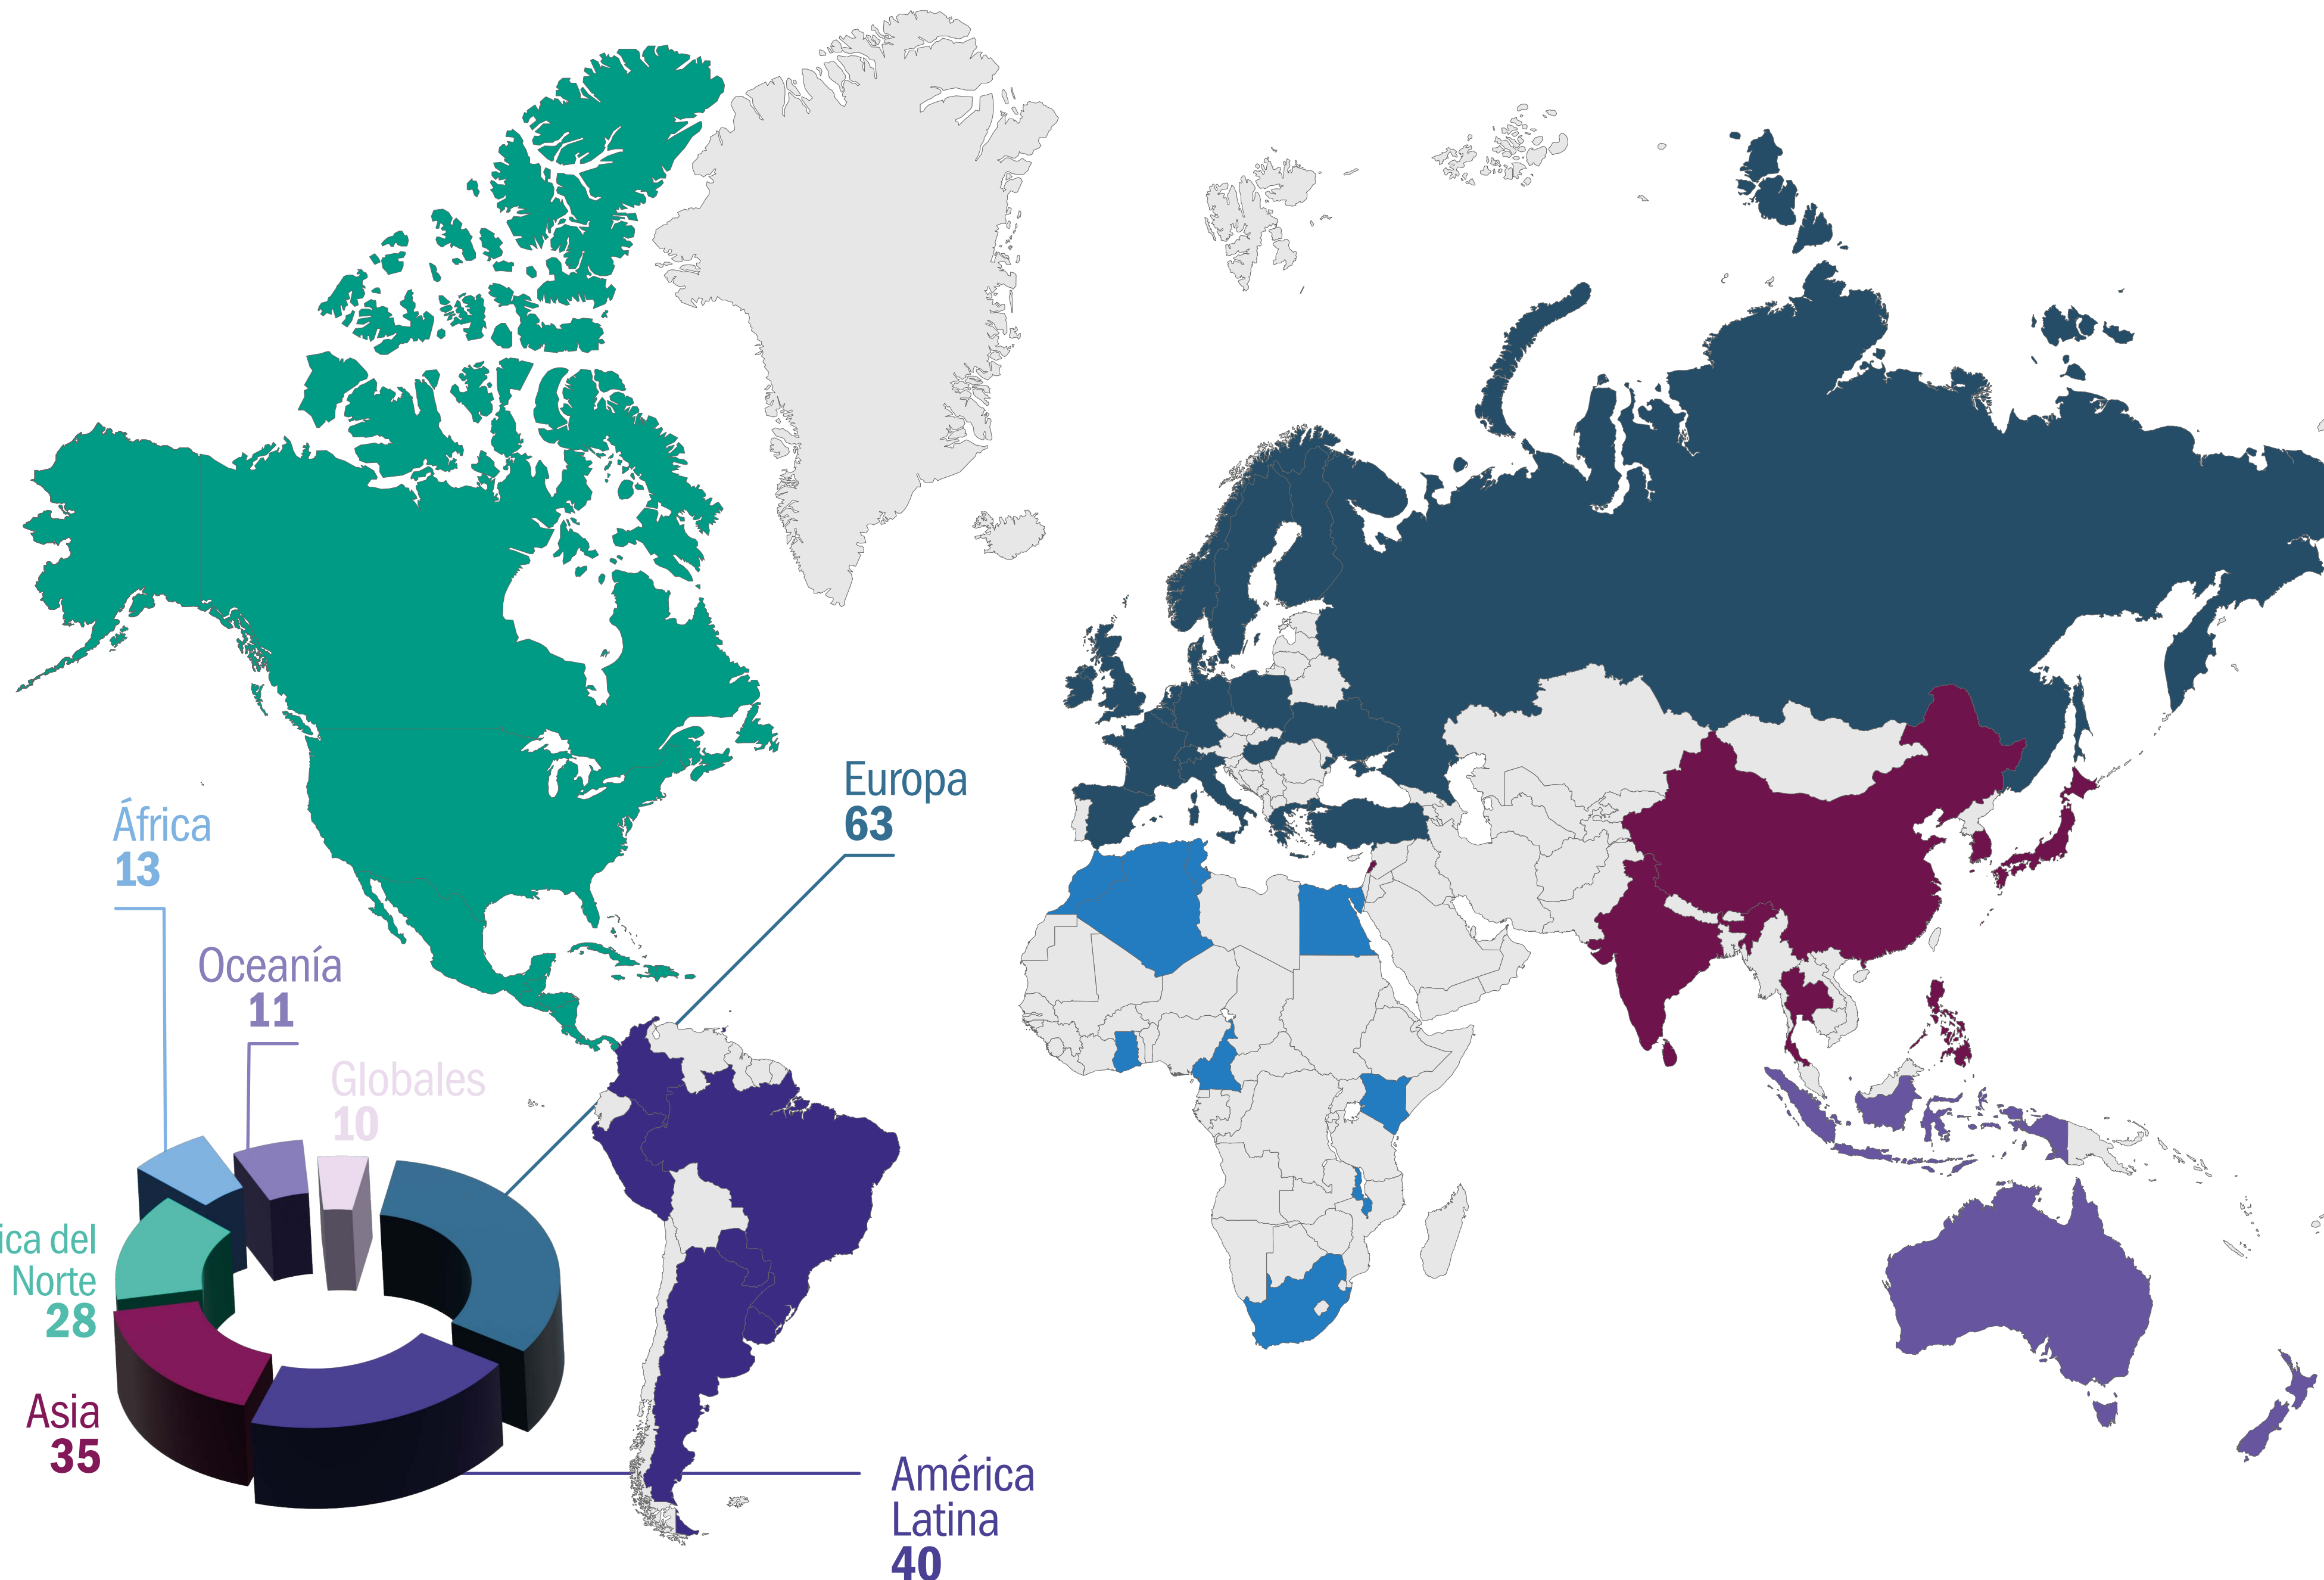 Europa
63
África
13
Oceanía
11
Globales
10
ica del
Norte
28
Asia
35
América
Latina
40